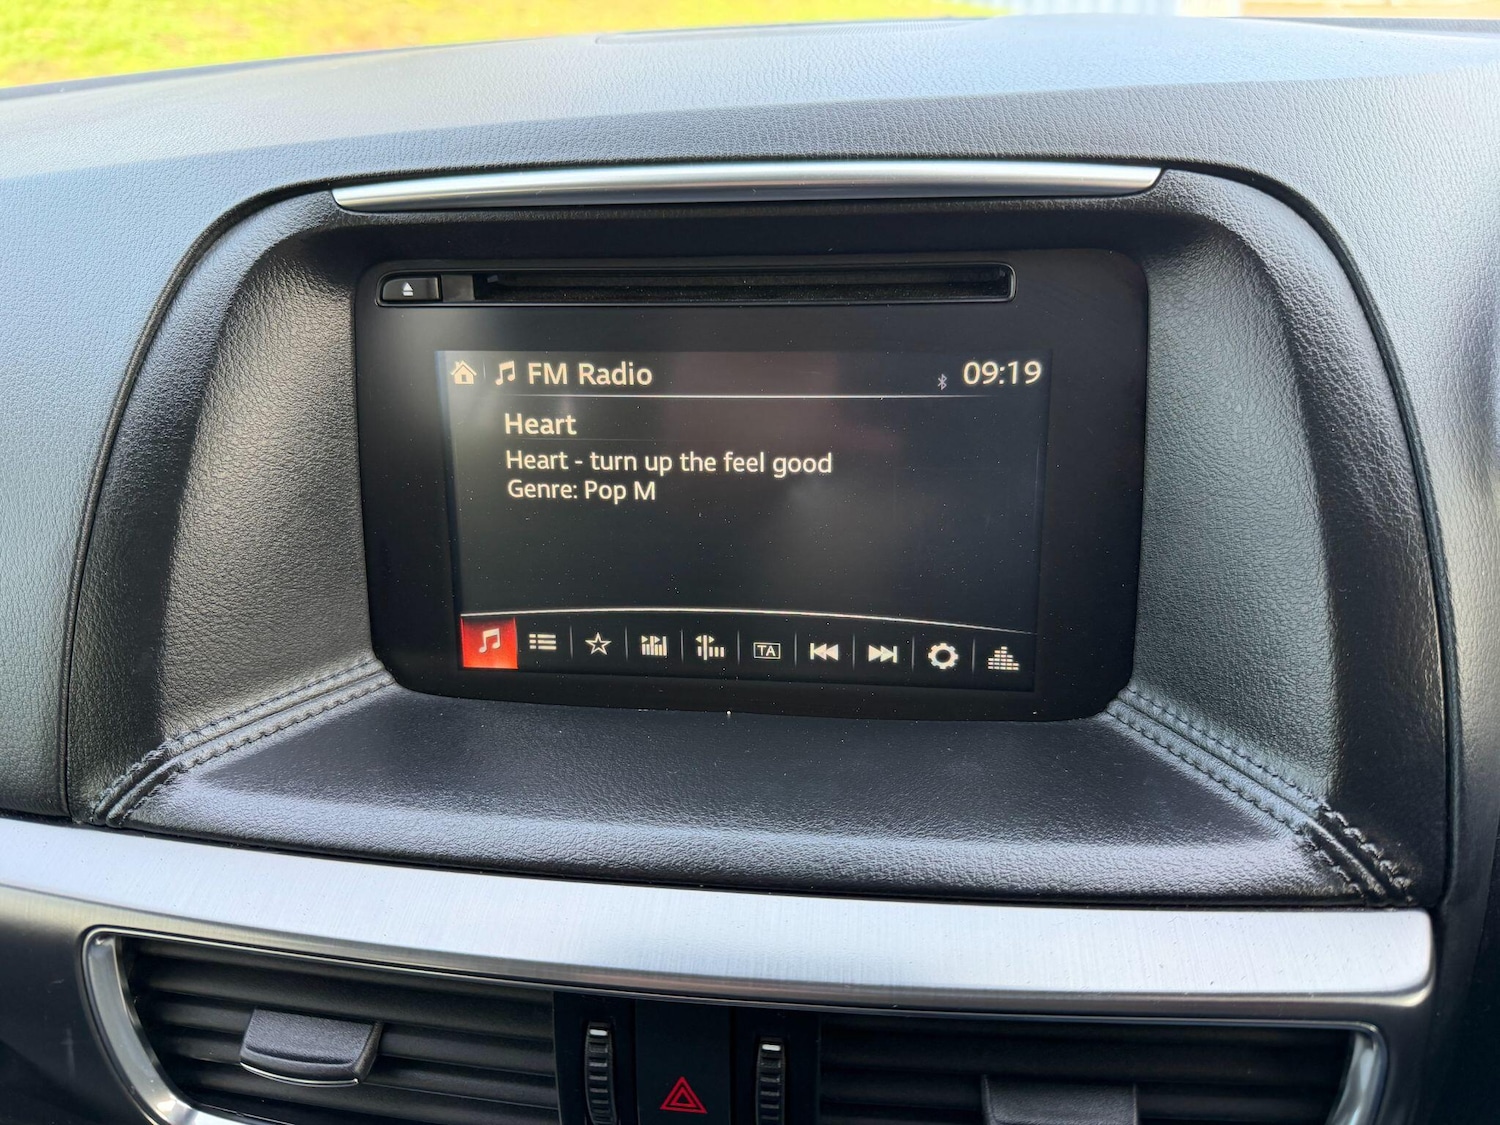 FM Radio 09:19
Heart
Heart - turn up the feel good
Genre: Pop M
TA